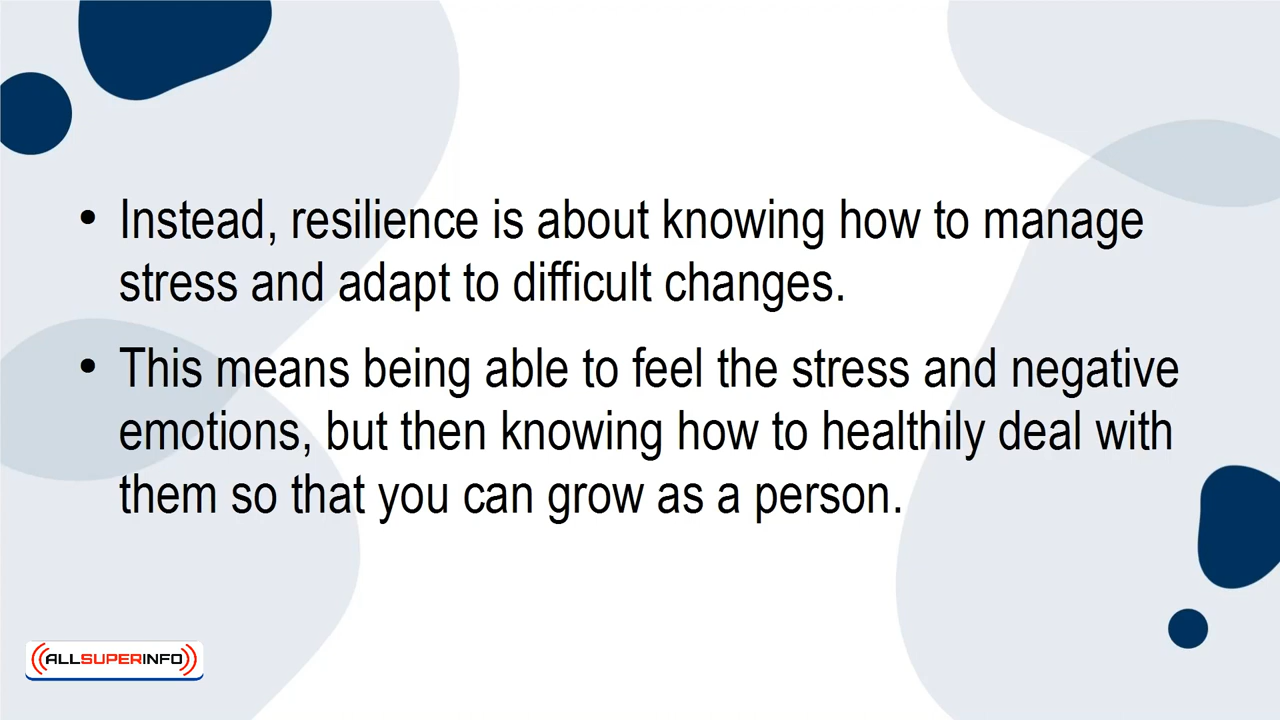 • Instead, resilience is about knowing how to manage
stress and adapt to difficult changes.
• This means being able to feel the stress and negative
emotions, but then knowing how to healthily deal with
them so that you can grow as a person.
ALLSUPERINFO